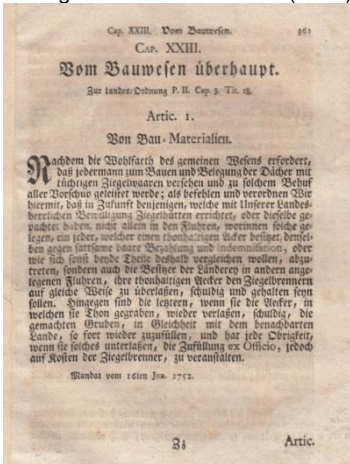 Cap. XXIII. Vom Bauwesen. 361
CAP. XXIII.
Vom Bauwesen überhaupt.
Zur Landes-Ordnung P. II. Cap. 3. Tit. 18.
Artic. 1.
Von Bau-Materialien.
Nachdem die Wohlfarth des gemeinen Wesens erfordert,
daß jedermann zum Bauen und Belegung der Dächer mit
tüchtigen Ziegelwaaren versehen und zu solchem Behuf
aller Vorschub geleistet werde; als befehlen und verordnen Wir
hiermit, daß in Zukunft denjenigen, welche mit Unserer Landes-
herrlichen Bewilligung Ziegelhütten errichtet, oder dieselbe ge-
pachtet haben, nicht allein in den Fluhren, worinnen solche ge-
legen, ein jeder, welcher einen thonhaltigen Acker besitzet, densel-
ben gegen sattsame baare Bezahlung und Indemnisation, oder
wie sich sonst beyde Theile deshalb vergleichen wollen, abzu-
treten, sondern auch die Besitzer der Länderey in andern ange-
legenen Fluhren, ihre thonhaltigen Aecker den Ziegelbrennern
auf gleiche Weise zu überlassen, schuldig und gehalten seyn
sollen. Hingegen sind die letztern, wenn sie die Aecker, in
welchen sie Thon gegraben, wieder verlaßen, schuldig, die
gemachten Gruben, in Gleichheit mit dem benachbarten
Lande, so fort wieder zuzufüllen, und hat jede Obrigkeit,
wenn sie solches unterlaßen, die Zufüllung ex Officio, jedoch
auf Kosten der Ziegelbrenner, zu veranstalten.
Mandat vom 16ten Jun. 1752.
Artic.